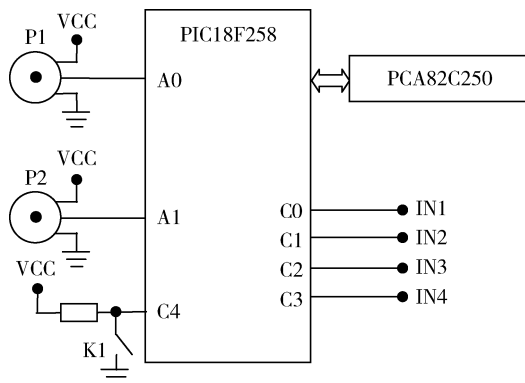 P1
VCC
A0
PIC18F258
PCA82C250
P2
VCC
A1
VCC
C4
K1
C0
IN1
C1
IN2
C2
IN3
C3
IN4